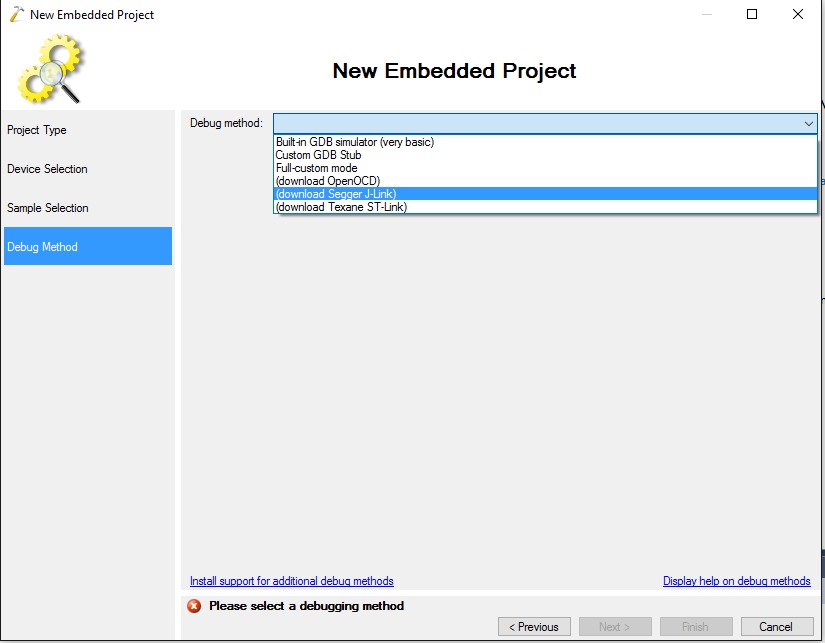 New Embedded Project
New Embedded Project
Project Type
Device Selection
Sample Selection
Debug Method
Debug method:
Built-in GDB simulator (very basic)
Custom GDB Stub
Full-custom mode
(download OpenOCD)
(download Segger J-Link)
(download Texane ST-Link)
Install support for additional debug methods
Display help on debug methods
Please select a debugging method
< Previous
Next >
Finish
Cancel